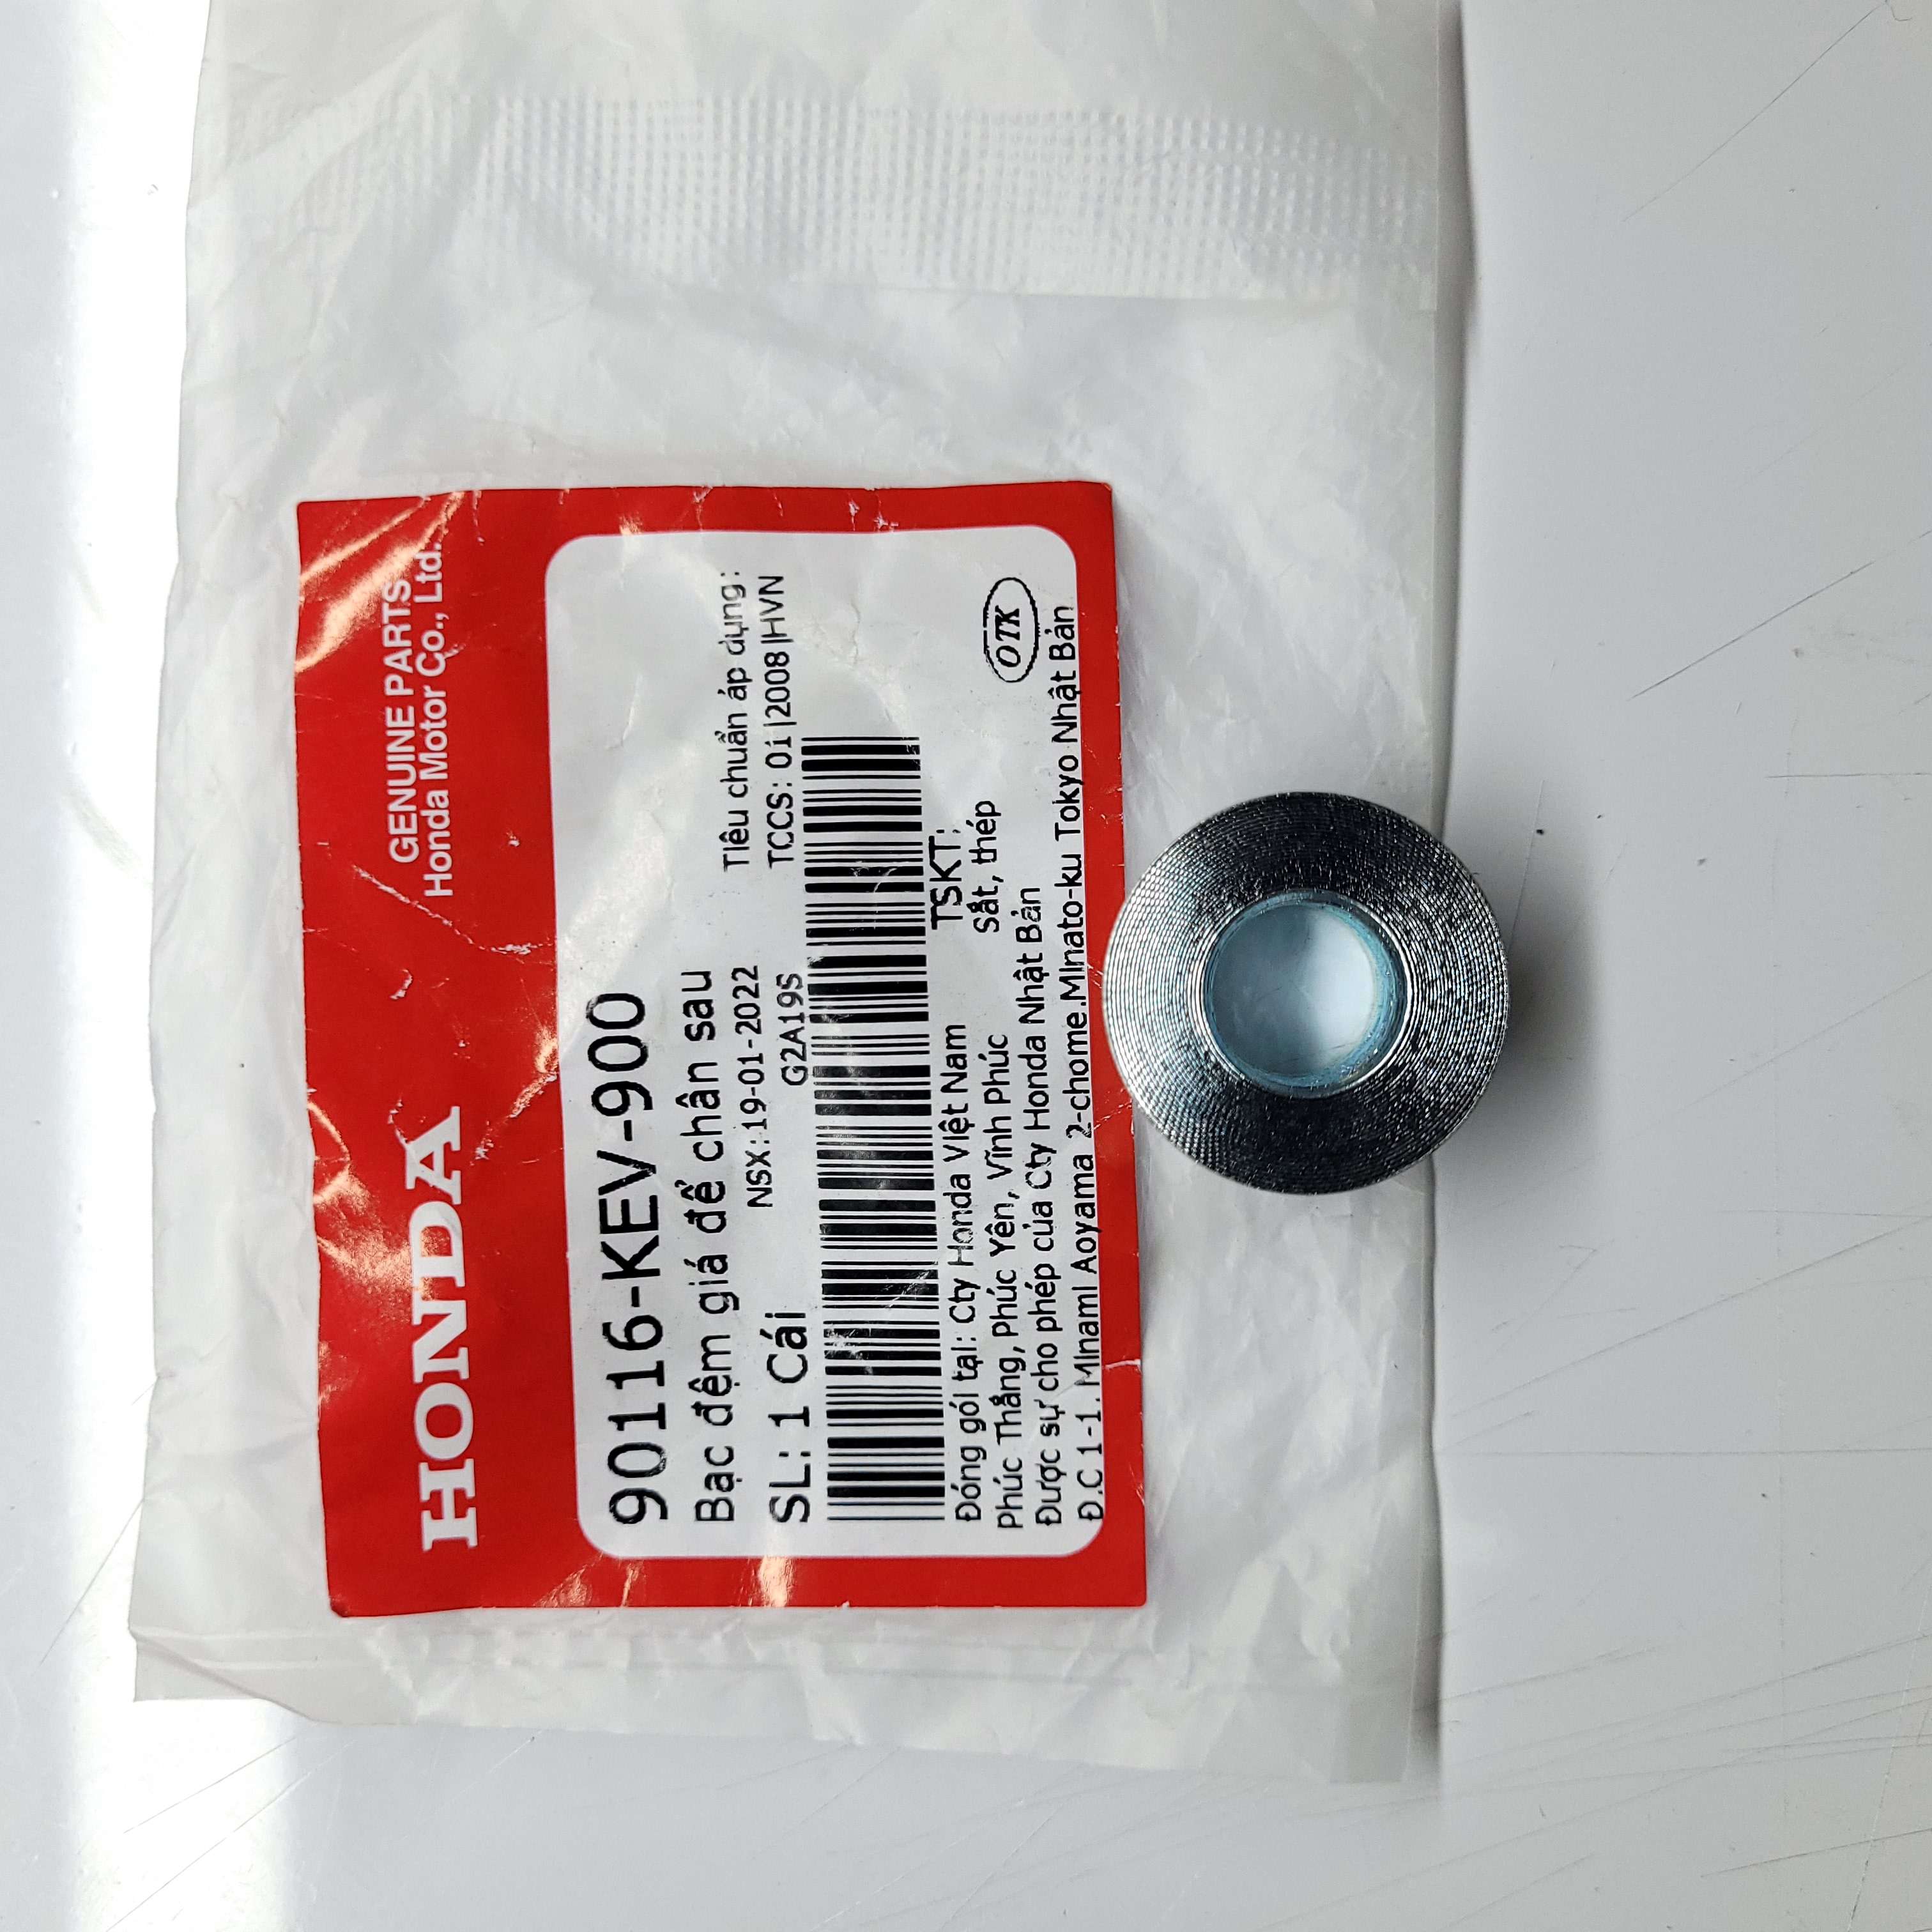 HONDA
GENUINE PARTS
Honda Motor Co., Ltd.
90116-KEV-900
Bạc đệm giá để chân sau
NSX:19-01-2022
Tiêu chuẩn áp dụng:
SL: 1 Cái
G2A19S
TCCS: 01|2008|HVN
TSKT:
Đóng gói tại: Cty Honda Việt Nam
Sắt, thép
Phúc Thắng, Phúc Yên, Vĩnh Phúc
OTK
Được sự cho phép của Cty Honda Nhật Bản
Đ.C 1-1. Minami Aoyama 2-chome.Minato-ku Tokyo Nhật Bản